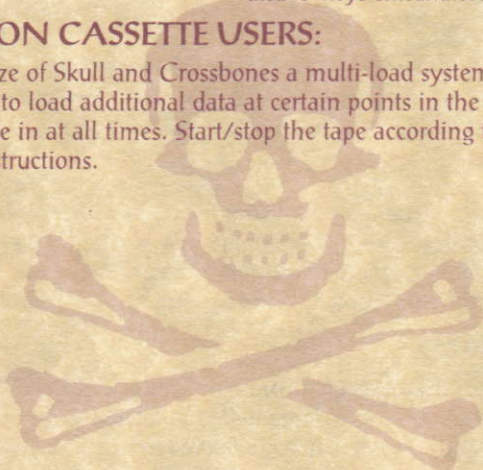 ON CASSETTE USERS:
ze of Skull and Crossbones a multi-load system
to load additional data at certain points in the
e in at all times. Start/stop the tape according
structions.